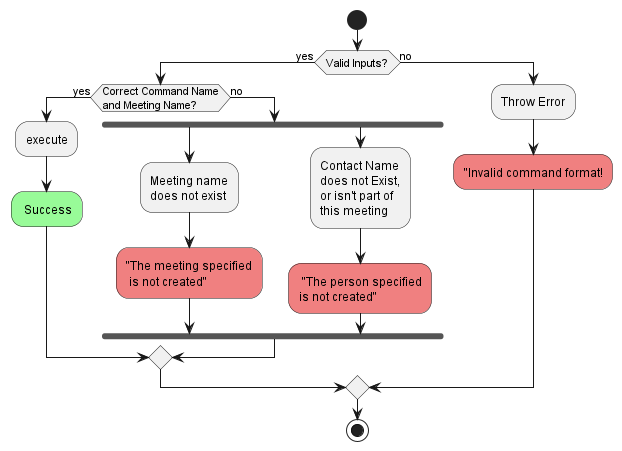 Valid Inputs?
yes
no
Correct Command Name
and Meeting Name?
yes
no
execute
Success
Meeting name
does not exist
"The meeting specified
is not created"
Contact Name
does not Exist,
or isn't part of
this meeting
"The person specified
is not created"
Throw Error
"Invalid command format!